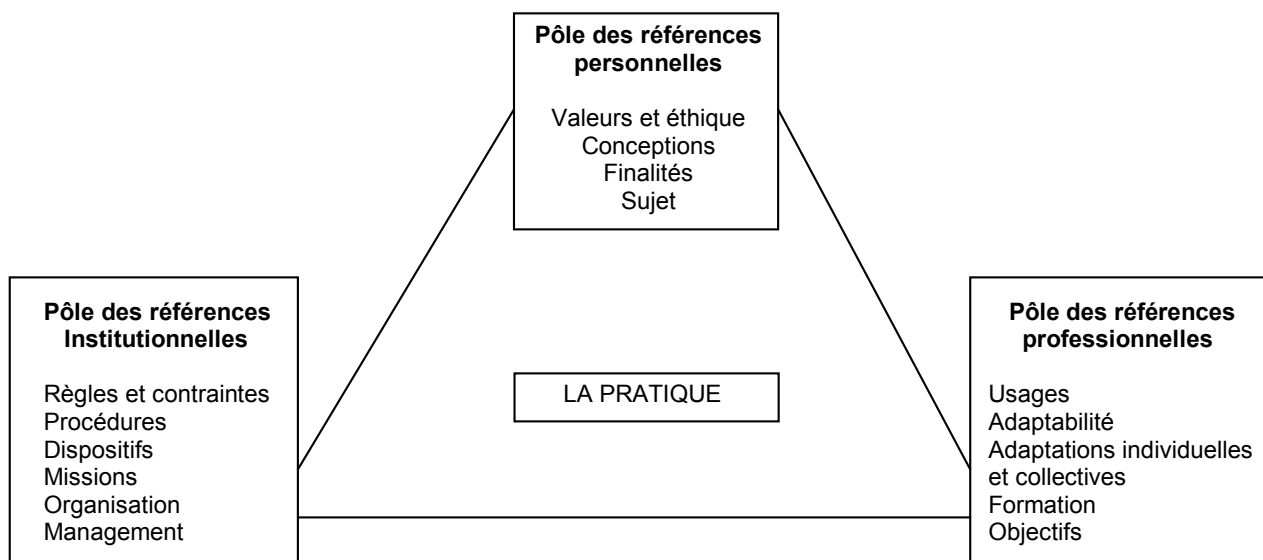 Pôle des références
personnelles
Valeurs et éthique
Conceptions
Finalités
Sujet
Pôle des références
Institutionnelles
Règles et contraintes
Procédures
Dispositifs
Missions
Organisation
Management
LA PRATIQUE
Pôle des références
professionnelles
Usages
Adaptabilité
Adaptations individuelles
et collectives
Formation
Objectifs